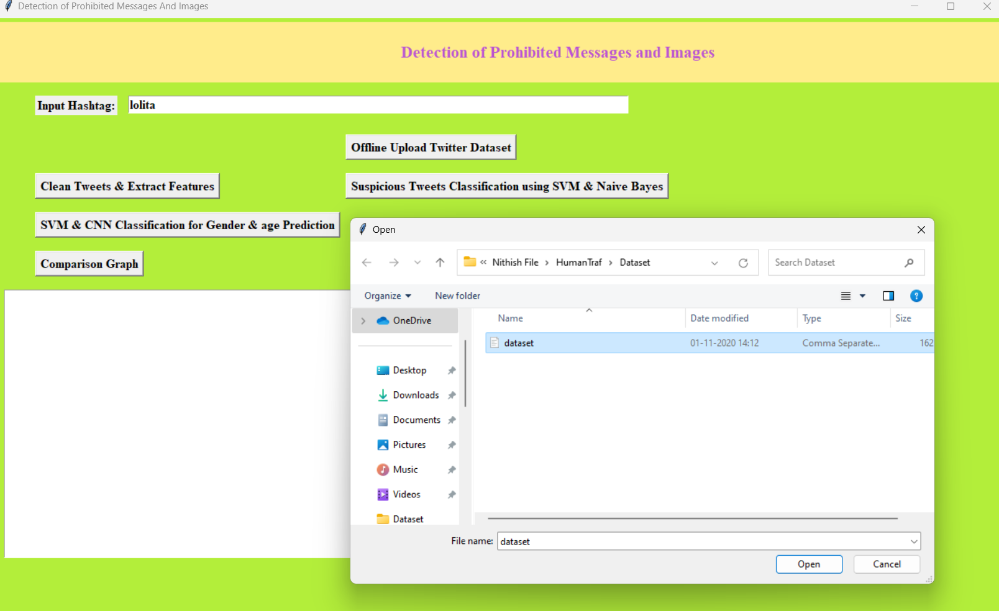 Detection of Prohibited Messages And Images
Detection of Prohibited Messages and Images
Input Hashtag: lolita
Offline Upload Twitter Dataset
Clean Tweets & Extract Features
Suspicious Tweets Classification using SVM & Naive Bayes
SVM & CNN Classification for Gender & age Prediction
Comparison Graph
Open
« Nithish File › HumanTraf › Dataset
Search Dataset
Organize
New folder
?
OneDrive
Name Date modified Type Size
dataset 01-11-2020 14:12 Comma Separate... 162
Desktop
Downloads
Documents
Pictures
Music
Videos
Dataset
File name: dataset
Open Cancel